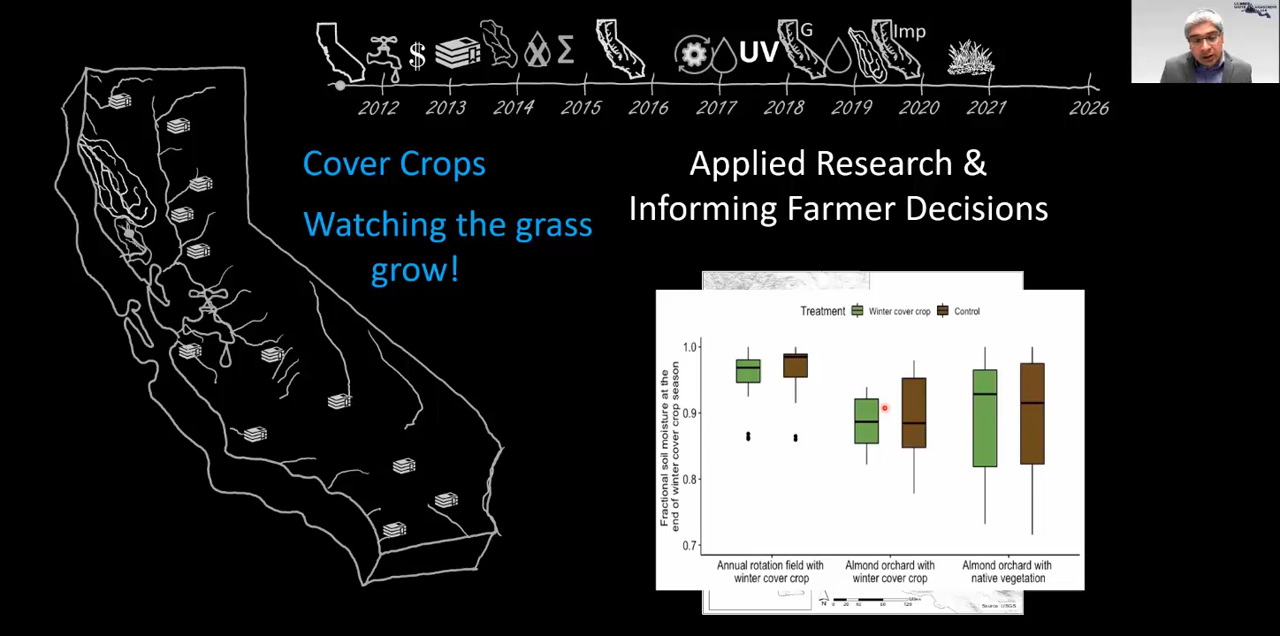 $
X
Σ
UV
G
Imp
2012 2013 2014 2015 2016 2017 2018 2019 2020 2021 2026
Cover Crops
Watching the grass
grow!
Applied Research &
Informing Farmer Decisions
Treatment Winter cover crop Control
Fractional soil moisture at the
end of winter cover crop season
1.0
0.9
0.8
0.7
Annual rotation field with
winter cover crop
Almond orchard with
winter cover crop
Almond orchard with
native vegetation
N
Source: USGS